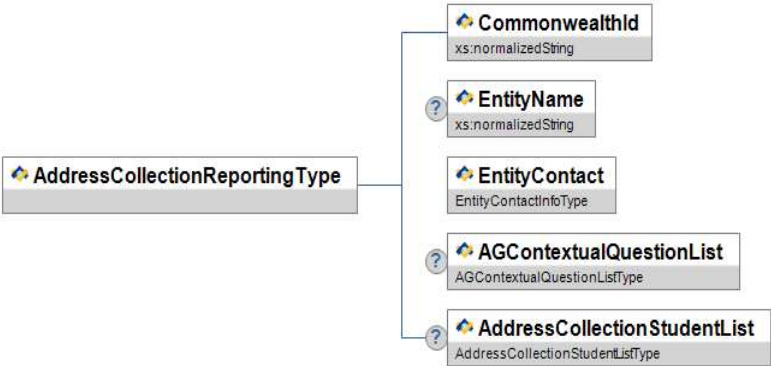 CommonwealthId
xs:normalizedString
?
EntityName
xs:normalizedString
AddressCollectionReportingType
EntityContact
EntityContactInfoType
?
AGContextualQuestionList
AGContextualQuestionListType
?
AddressCollectionStudentList
AddressCollectionStudentListType